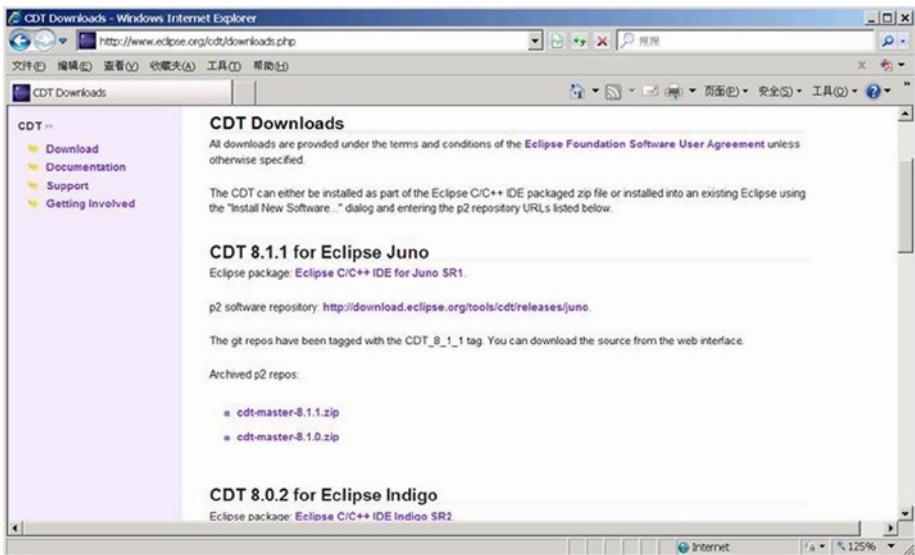 CDT Downloads - Windows Internet Explorer
http://www.eclipse.org/cdt/downloads.php
文件(F) 编辑(E) 查看(V) 收藏夹(A) 工具(T) 帮助(H)
CDT Downloads
页面(P) 安全(S) 工具(O)
CDT
Download
Documentation
Support
Getting Involved
CDT Downloads
All downloads are provided under the terms and conditions of the Eclipse Foundation Software User Agreement unless
otherwise specified.
The CDT can either be installed as part of the Eclipse C/C++ IDE packaged zip file or installed into an existing Eclipse using
the "Install New Software..." dialog and entering the p2 repository URLs listed below.
CDT 8.1.1 for Eclipse Juno
Eclipse package: Eclipse C/C++ IDE for Juno SR1.
p2 software repository: http://download.eclipse.org/tools/cdt/releases/juno.
The git repos have been tagged with the CDT_8_1_1 tag. You can download the source from the web interface.
Archived p2 repos:
cdt-master-8.1.1.zip
cdt-master-8.1.0.zip
CDT 8.0.2 for Eclipse Indigo
Eclipse package: Eclipse C/C++ IDE Indigo SR2.
Internet
125%